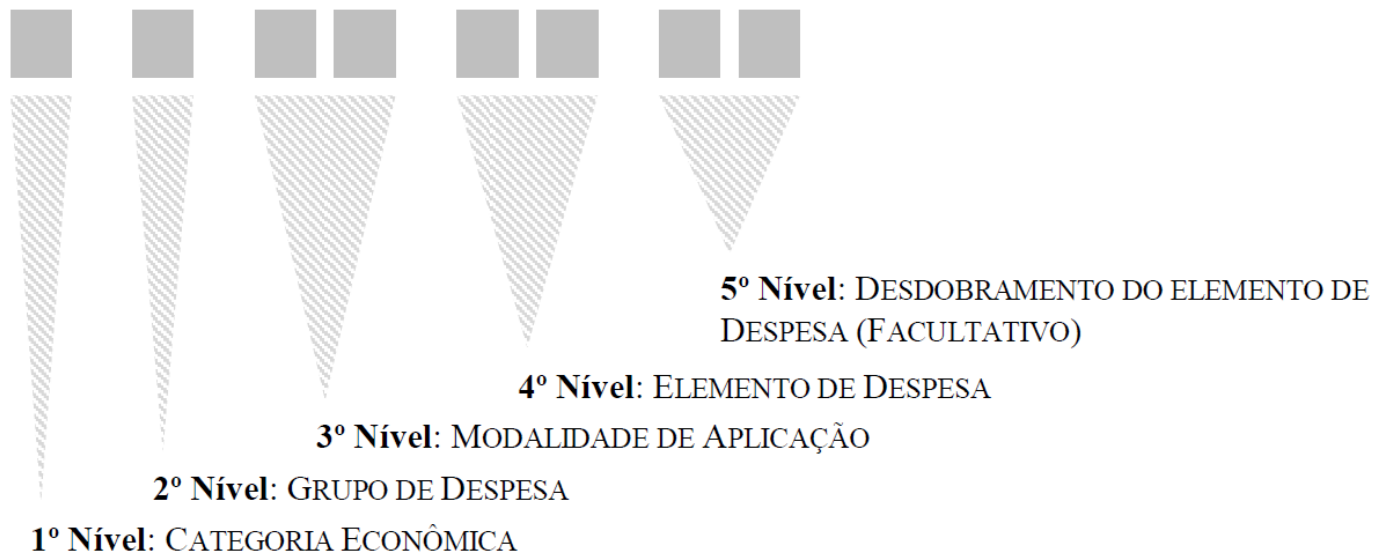 5º Nível: DESDOBRAMENTO DO ELEMENTO DE
DESPESA (FACULTATIVO)
4º Nível: ELEMENTO DE DESPESA
3º Nível: MODALIDADE DE APLICAÇÃO
2º Nível: GRUPO DE DESPESA
1º Nível: CATEGORIA ECONÔMICA